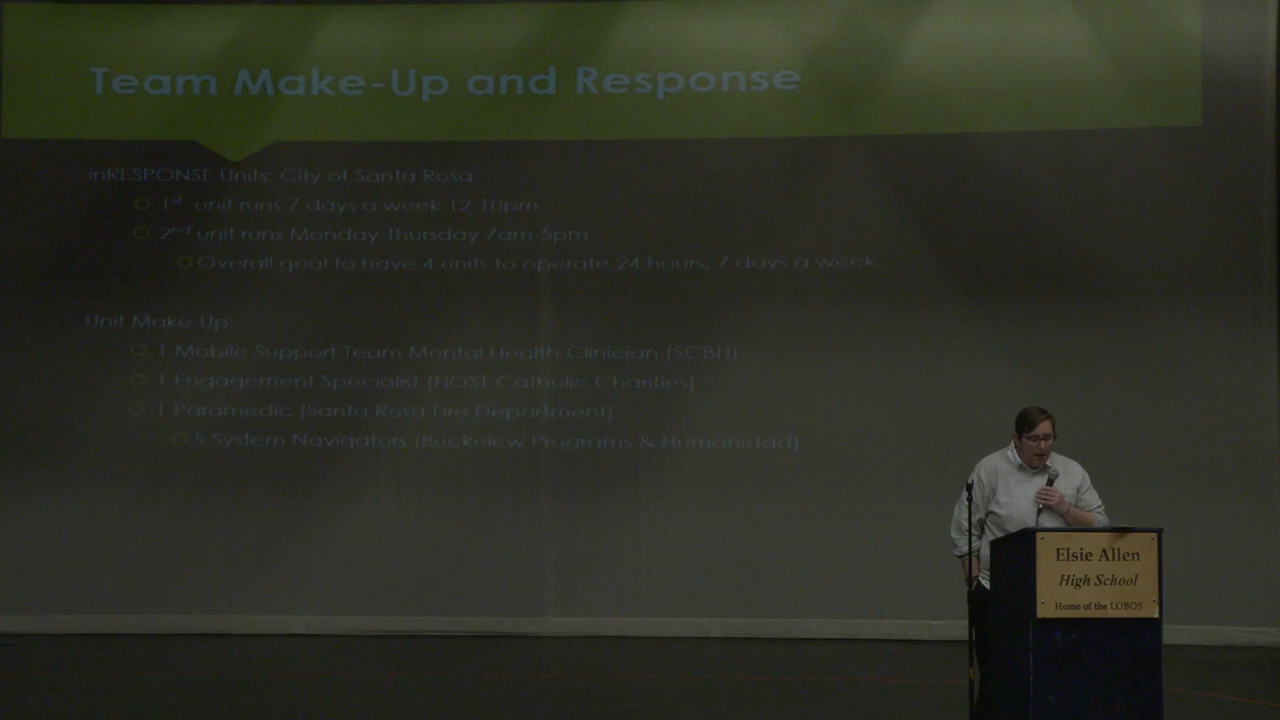 Team Make-Up and Response
inRESPONSE Units: City of Santa Rosa
1st unit runs 7 days a week 12-10pm
2nd unit runs Monday-Thursday 7am-5pm
Overall goal to have 4 units to operate 24 hours, 7 days a week
Unit Make-Up:
1 Mobile Support Team Mental Health Clinician (SCBH)
1 Engagement Specialist (HOST-Catholic Charities)
1 Paramedic (Santa Rosa Fire Department)
5 System Navigators (Buckelew Programs & Humanidad)
Elsie Allen
High School
Home of the LOBOS